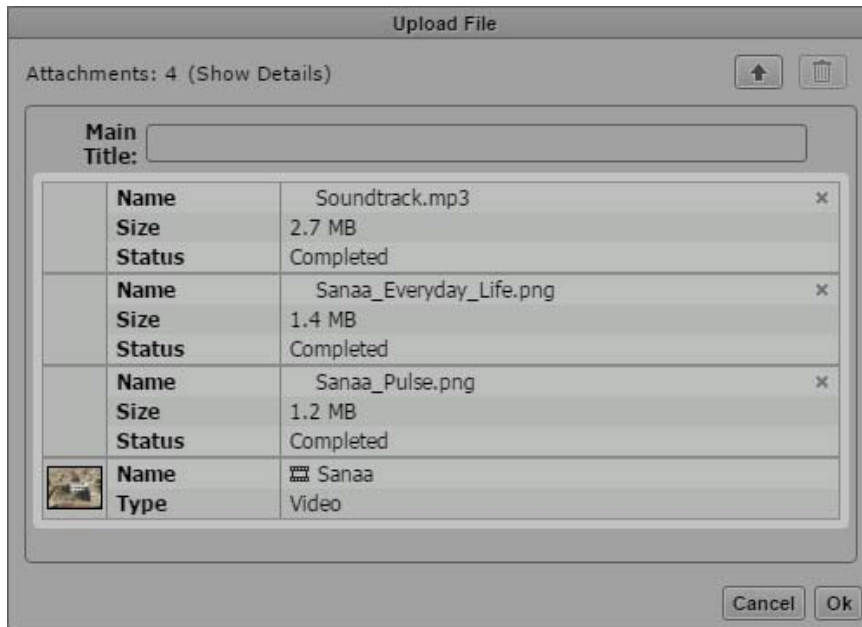 Upload File
Attachments: 4 (Show Details)
Main
Title:
Name Soundtrack.mp3
Size 2.7 MB
Status Completed
Name Sanaa_Everyday_Life.png
Size 1.4 MB
Status Completed
Name Sanaa_Pulse.png
Size 1.2 MB
Status Completed
Name Sanaa
Type Video
Cancel Ok